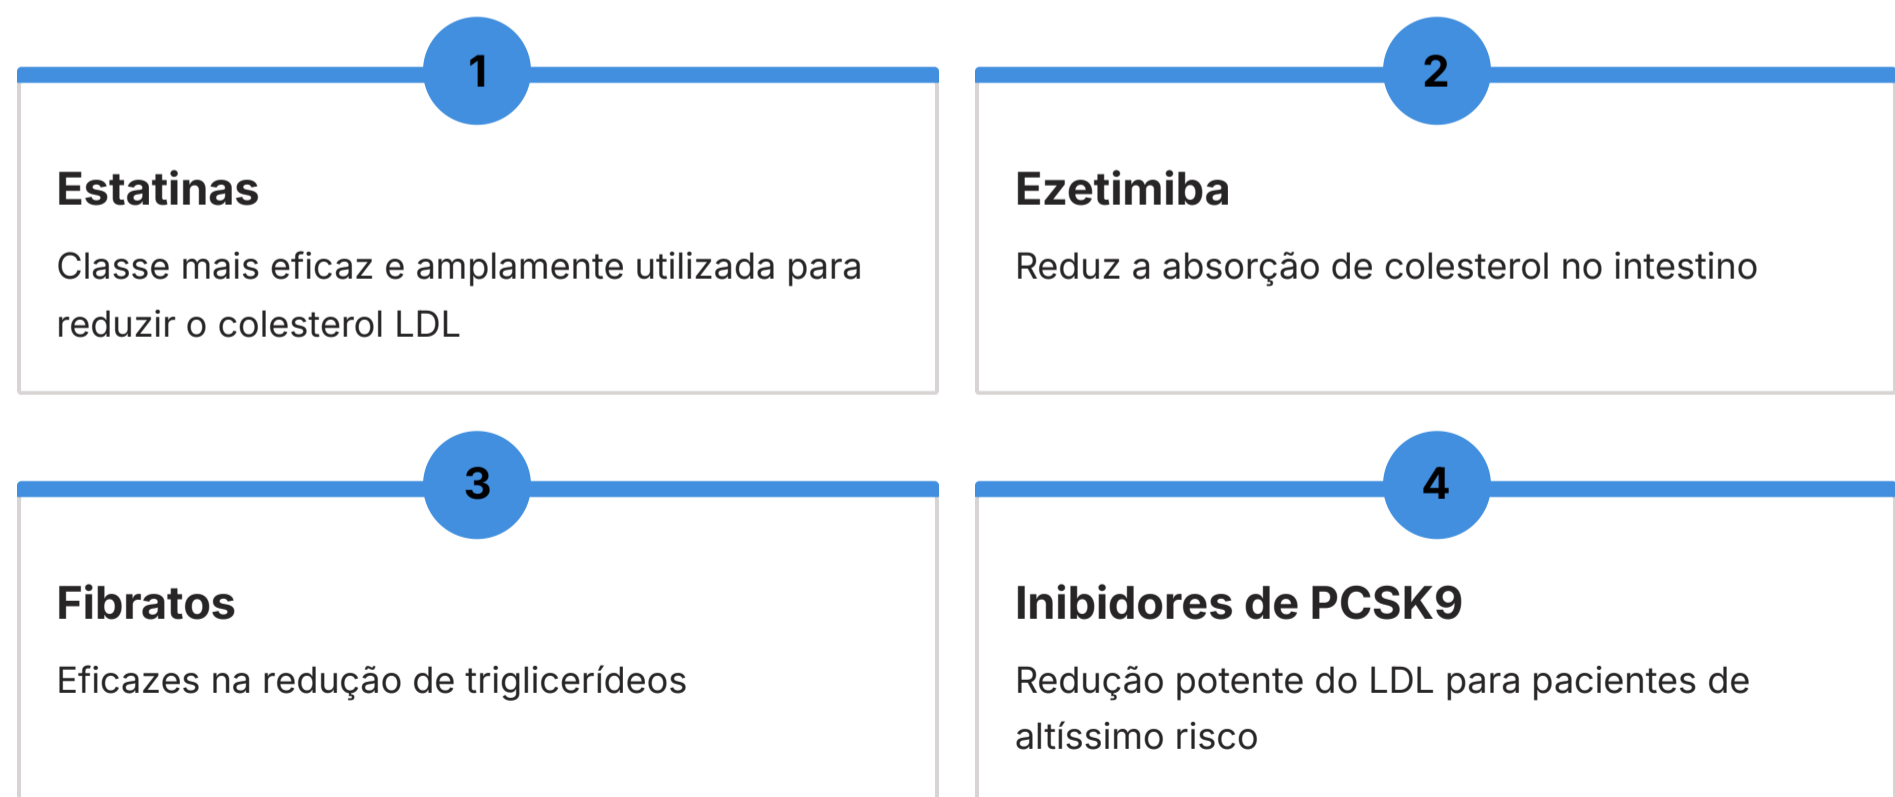 1
Estatinas
Classe mais eficaz e amplamente utilizada para
reduzir o colesterol LDL
2
Ezetimiba
Reduz a absorção de colesterol no intestino
3
Fibratos
Eficazes na redução de triglicerídeos
4
Inibidores de PCSK9
Redução potente do LDL para pacientes de
altíssimo risco